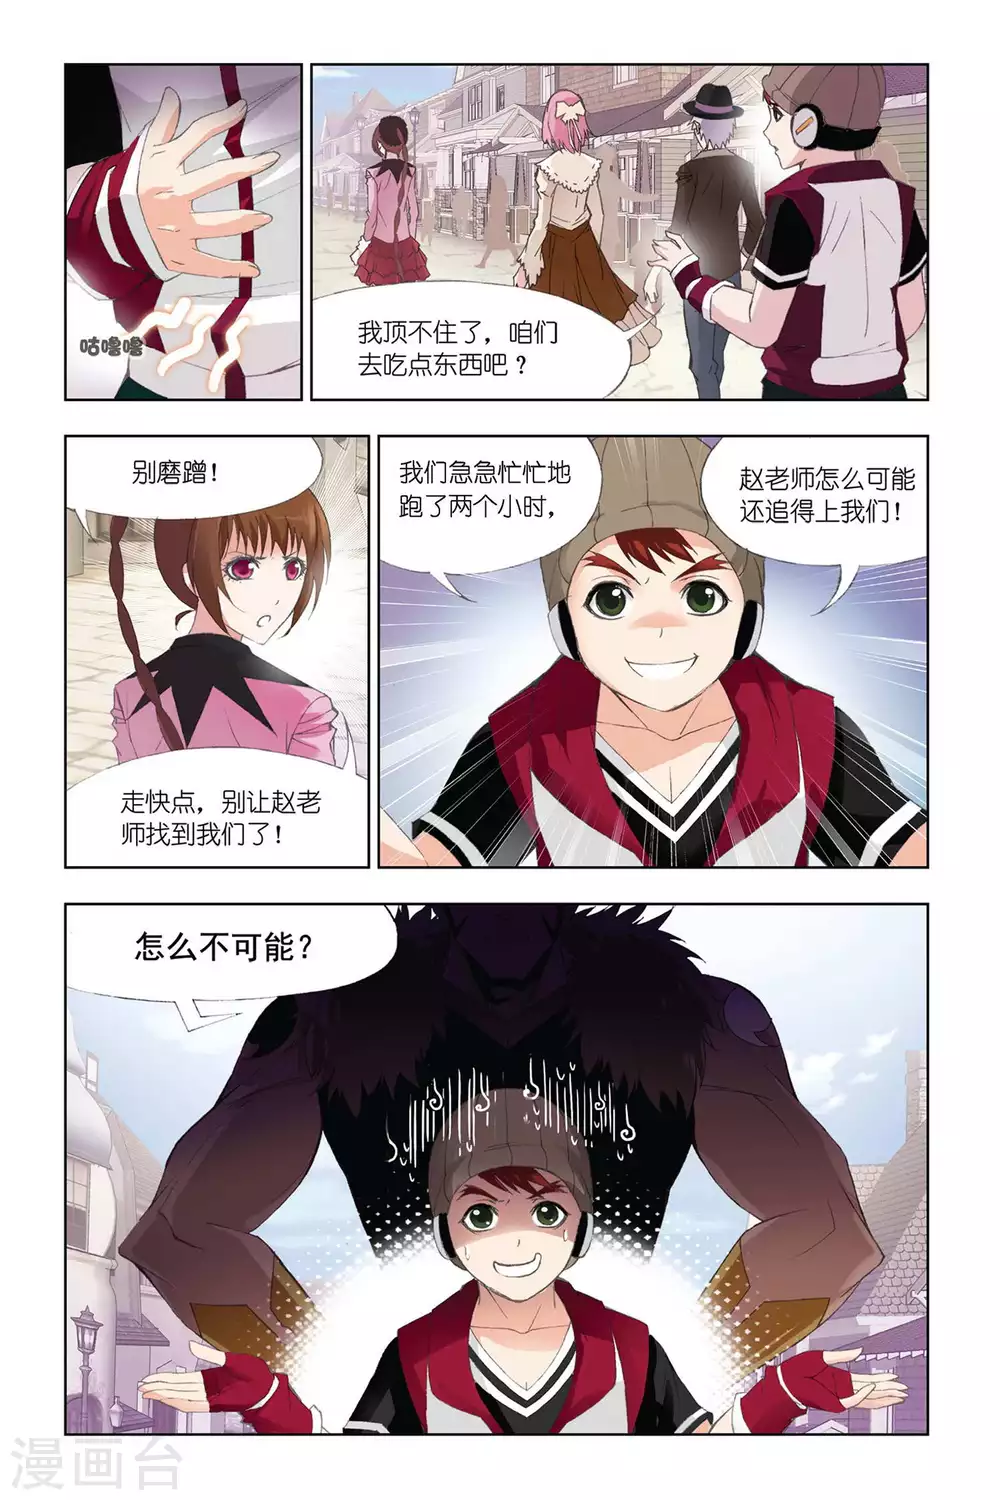 咕噜噜
我顶不住了，咱们
去吃点东西吧？
别磨蹭！
走快点，别让赵老
师找到我们了！
我们急急忙忙地
跑了两个小时，
赵老师怎么可能
还追得上我们！
怎么不可能？
漫画台